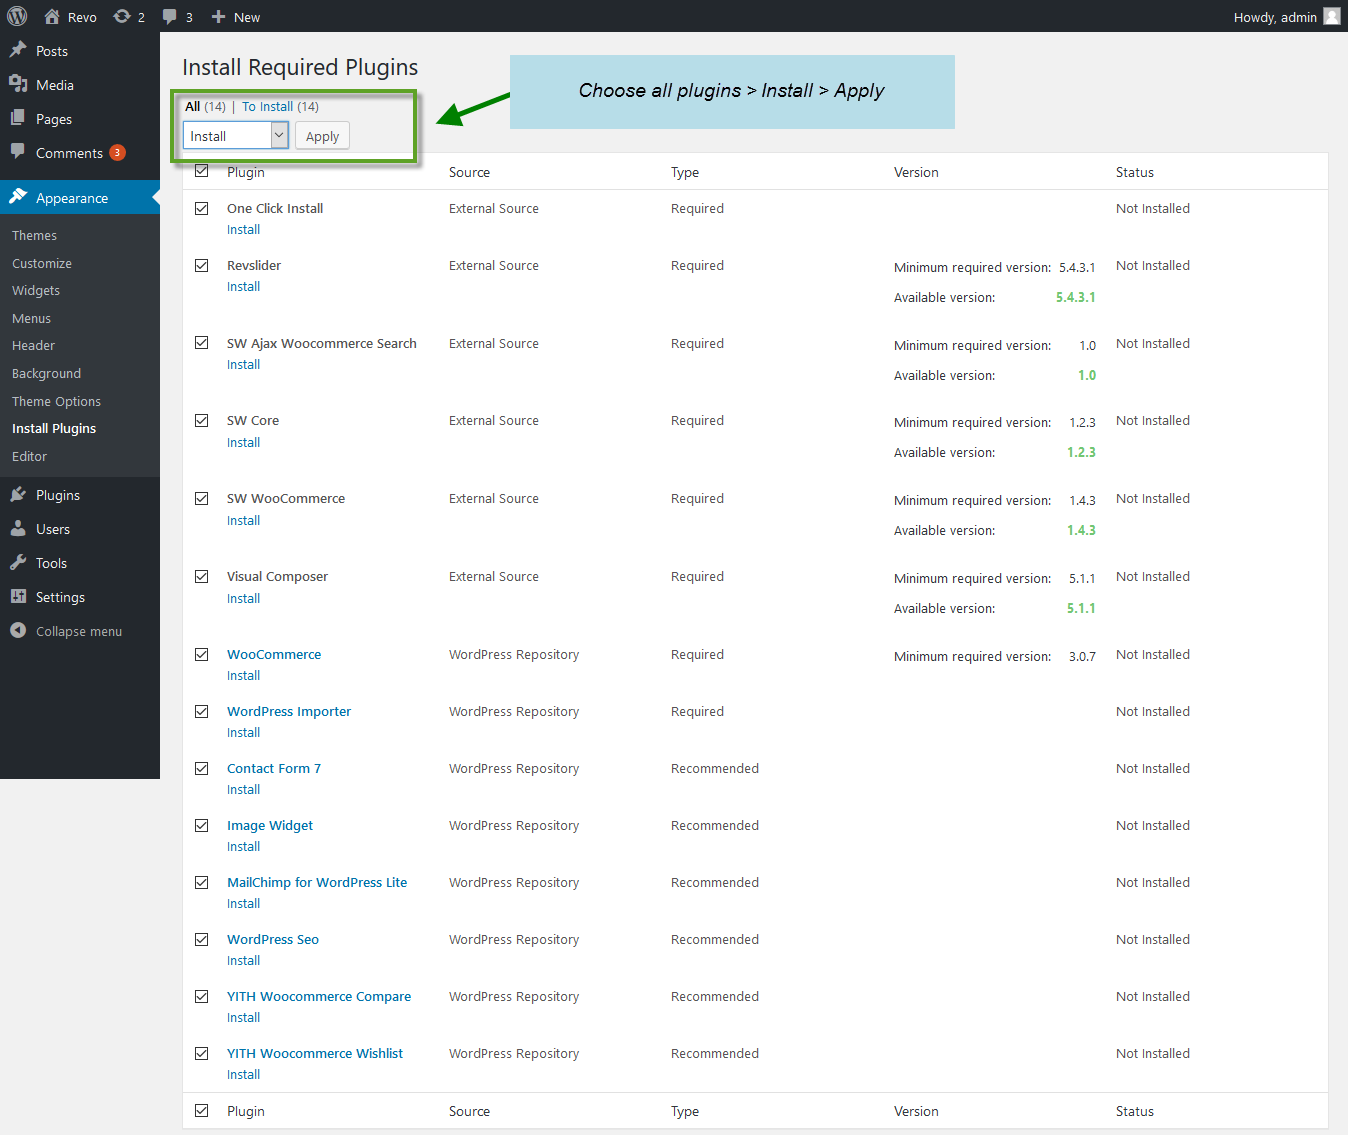 Revo 2 3 New Howdy, admin
Posts
Media
Pages
Comments 3
Appearance
Themes
Customize
Widgets
Menus
Header
Background
Theme Options
Install Plugins
Editor
Plugins
Users
Tools
Settings
Collapse menu
Install Required Plugins
Choose all plugins > Install > Apply
All (14) | To Install (14)
Install Apply
Plugin Source Type Version Status
One Click Install External Source Required Not Installed
Install
Revslider External Source Required Minimum required version: 5.4.3.1 Not Installed
Install
Available version: 5.4.3.1
SW Ajax Woocommerce Search External Source Required Minimum required version: 1.0 Not Installed
Install
Available version: 1.0
SW Core External Source Required Minimum required version: 1.2.3 Not Installed
Install
Available version: 1.2.3
SW WooCommerce External Source Required Minimum required version: 1.4.3 Not Installed
Install
Available version: 1.4.3
Visual Composer External Source Required Minimum required version: 5.1.1 Not Installed
Install
Available version: 5.1.1
WooCommerce WordPress Repository Required Minimum required version: 3.0.7 Not Installed
Install
WordPress Importer WordPress Repository Required Not Installed
Install
Contact Form 7 WordPress Repository Recommended Not Installed
Install
Image Widget WordPress Repository Recommended Not Installed
Install
MailChimp for WordPress Lite WordPress Repository Recommended Not Installed
Install
WordPress Seo WordPress Repository Recommended Not Installed
Install
YITH Woocommerce Compare WordPress Repository Recommended Not Installed
Install
YITH Woocommerce Wishlist WordPress Repository Recommended Not Installed
Install
Plugin Source Type Version Status